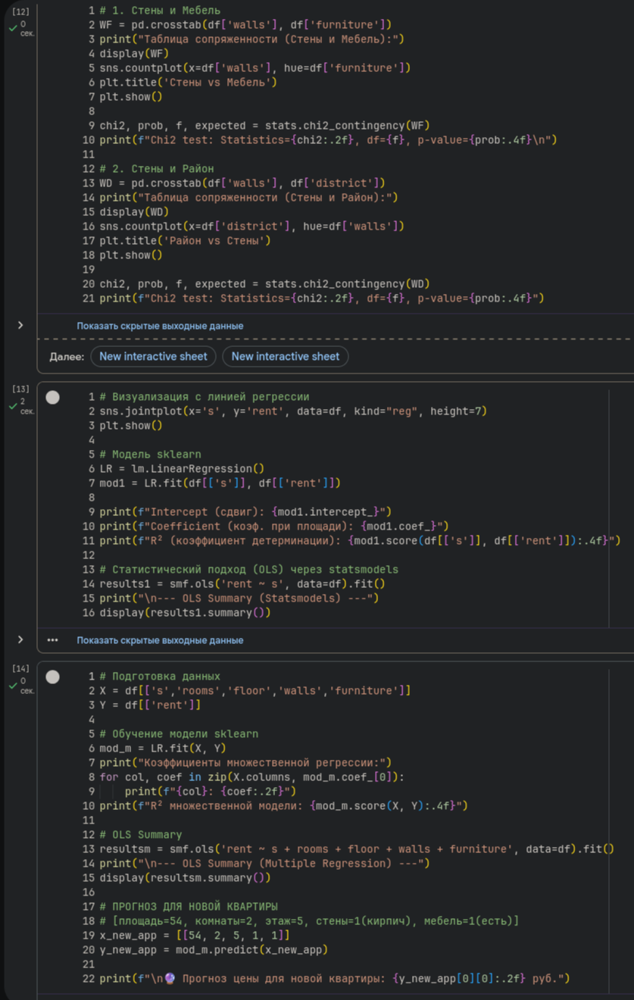 [12]
0
сек.
1 # 1. Стены и Мебель
2 WF = pd.crosstab(df['walls'], df['furniture'])
3 print("Таблица сопряженности (Стены и Мебель):")
4 display(WF)
5 sns.countplot(x=df['walls'], hue=df['furniture'])
6 plt.title('Стены vs Мебель')
7 plt.show()
8
9 chi2, prob, f, expected = stats.chi2_contingency(WF)
10 print(f"Chi2 test: Statistics={chi2:.2f}, df={f}, p-value={prob:.4f}\n")
11
12 # 2. Стены и Район
13 WD = pd.crosstab(df['walls'], df['district'])
14 print("Таблица сопряженности (Стены и Район):")
15 display(WD)
16 sns.countplot(x=df['district'], hue=df['walls'])
17 plt.title('Район vs Стены')
18 plt.show()
19
20 chi2, prob, f, expected = stats.chi2_contingency(WD)
21 print(f"Chi2 test: Statistics={chi2:.2f}, df={f}, p-value={prob:.4f}")
Показать скрытые выходные данные
Далее: New interactive sheet New interactive sheet
[13]
2
сек.
1 # Визуализация с линией регрессии
2 sns.jointplot(x='s', y='rent', data=df, kind="reg", height=7)
3 plt.show()
4
5 # Модель sklearn
6 LR = lm.LinearRegression()
7 mod1 = LR.fit(df[['s']], df[['rent']])
8
9 print(f"Intercept (сдвиг): {mod1.intercept_}")
10 print(f"Coefficient (коэф. при площади): {mod1.coef_}")
11 print(f"R² (коэффициент детерминации): {mod1.score(df[['s']], df[['rent']]):.4f}")
12
13 # Статистический подход (OLS) через statsmodels
14 results1 = smf.ols('rent ~ s', data=df).fit()
15 print("\n--- OLS Summary (Statsmodels) ---")
16 display(results1.summary())
Показать скрытые выходные данные
[14]
0
сек.
1 # Подготовка данных
2 X = df[['s','rooms','floor','walls','furniture']]
3 Y = df[['rent']]
4
5 # Обучение модели sklearn
6 mod_m = LR.fit(X, Y)
7 print("Коэффициенты множественной регрессии:")
8 for col, coef in zip(X.columns, mod_m.coef_[0]):
9     print(f"{col}: {coef:.2f}")
10 print(f"R² множественной модели: {mod_m.score(X, Y):.4f}")
11
12 # OLS Summary
13 resultsm = smf.ols('rent ~ s + rooms + floor + walls + furniture', data=df).fit()
14 print("\n--- OLS Summary (Multiple Regression) ---")
15 display(resultsm.summary())
16
17 # ПРОГНОЗ ДЛЯ НОВОЙ КВАРТИРЫ
18 # [площадь=54, комнаты=2, этаж=5, стены=1(кирпич), мебель=1(есть)]
19 x_new_app = [[54, 2, 5, 1, 1]]
20 y_new_app = mod_m.predict(x_new_app)
21
22 print(f"\n🔮 Прогноз цены для новой квартиры: {y_new_app[0][0]:.2f} руб.")